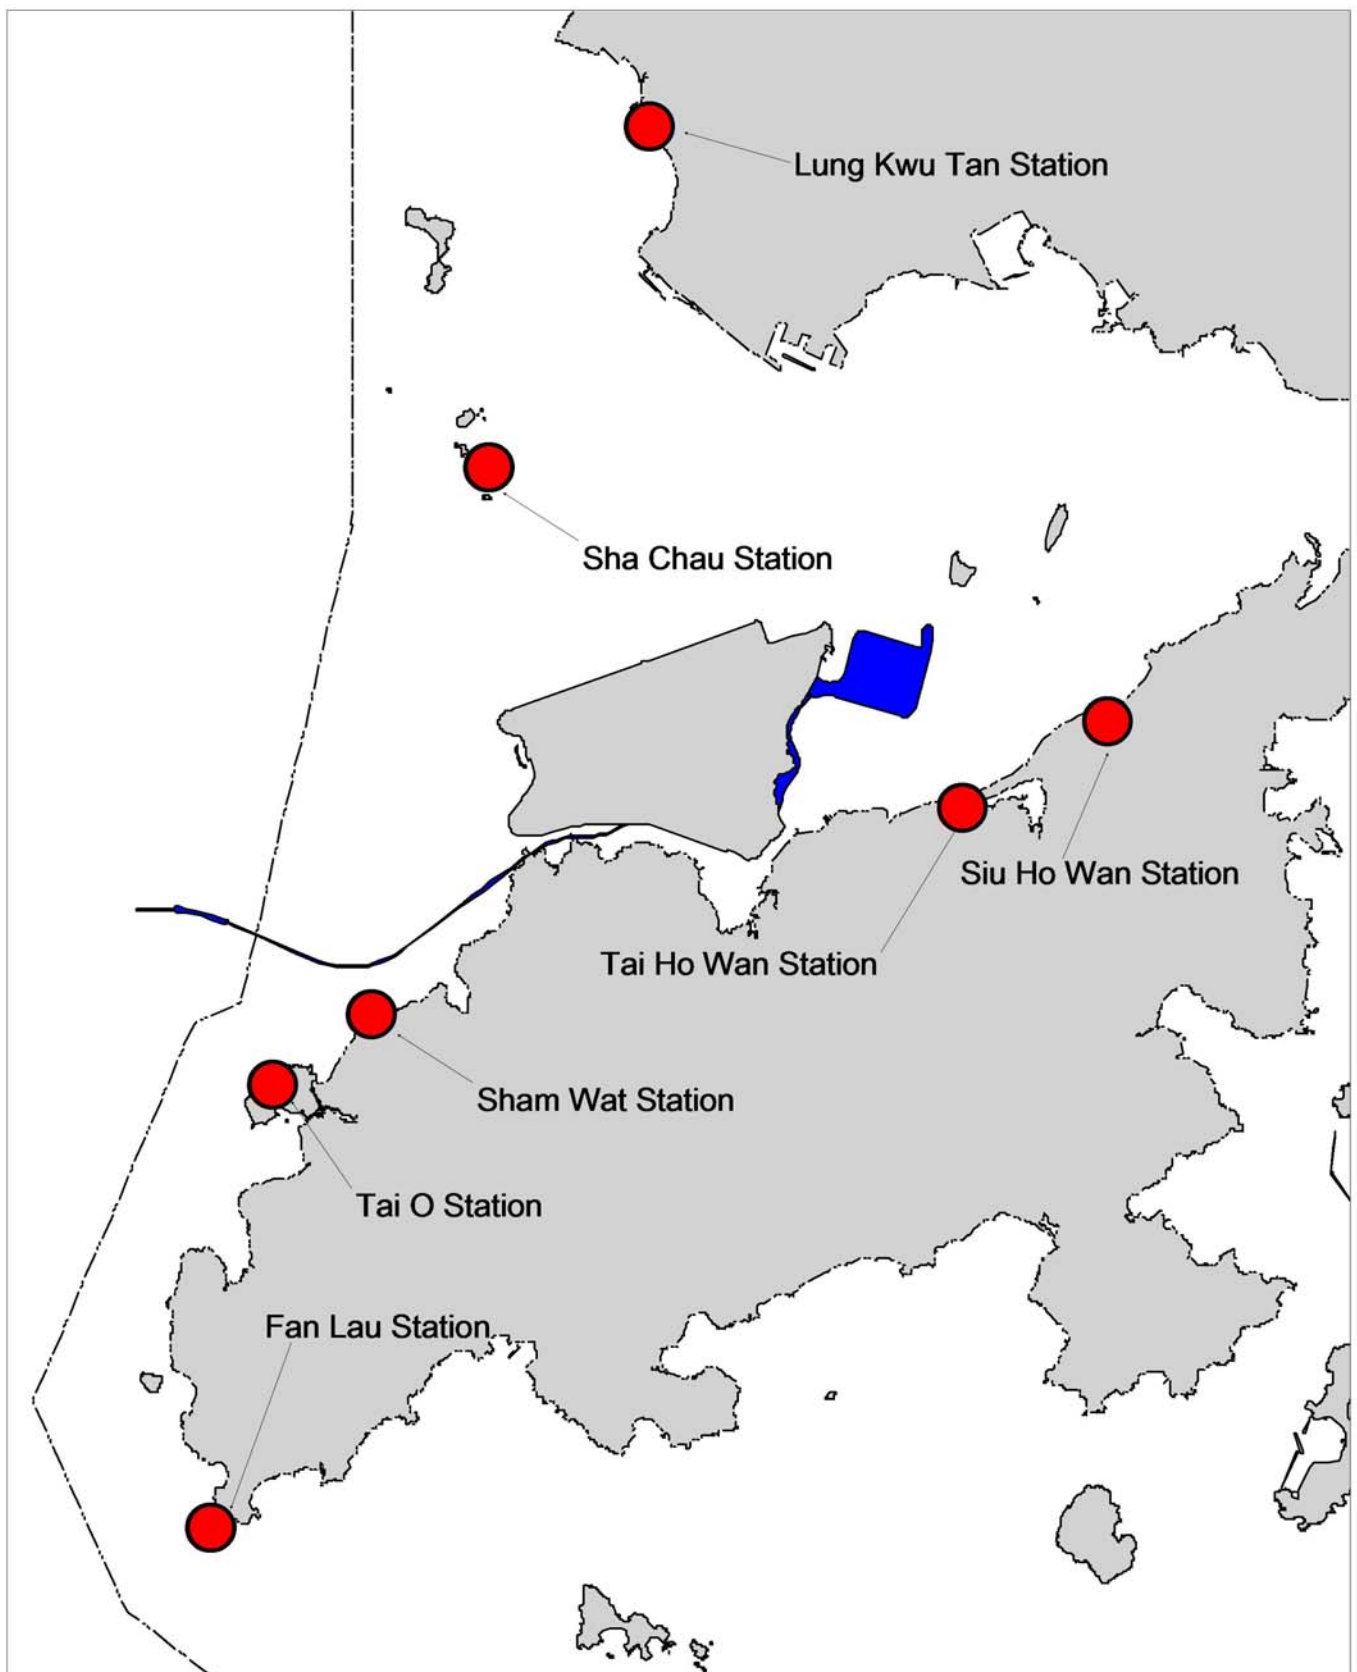 Lung Kwu Tan Station
Sha Chau Station
Siu Ho Wan Station
Tai Ho Wan Station
Sham Wat Station
Tai O Station
Fan Lau Station